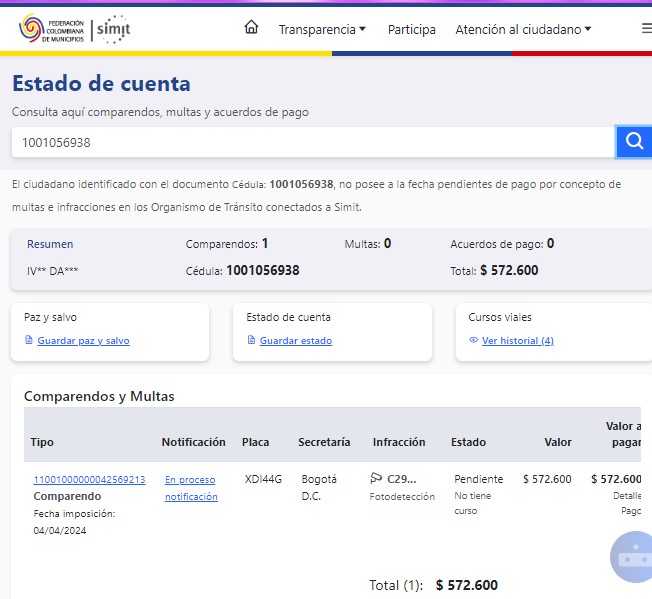 FEDERACIÓN
COLOMBIANA
DE MUNICIPIOS
simit
Transparencia Participa Atención al ciudadano
Estado de cuenta
Consulta aquí comparendos, multas y acuerdos de pago
1001056938
El ciudadano identificado con el documento Cédula: 1001056938, no posee a la fecha pendientes de pago por concepto de
multas e infracciones en los Organismo de Tránsito conectados a Simit.
Resumen Comparendos: 1 Multas: 0 Acuerdos de pago: 0
IV** DA*** Cédula: 1001056938 Total: $ 572.600
Paz y salvo Estado de cuenta Cursos viales
Guardar paz y salvo Guardar estado Ver historial (4)
Comparendos y Multas
Valor a
Tipo Notificación Placa Secretaría Infracción Estado Valor pagar
11001000000042569213 En proceso XDI44G Bogotá C29... Pendiente $ 572.600 $ 572.600
Comparendo notificación D.C. Fotodetección No tiene Detalle
Fecha imposición: curso Pago
04/04/2024
Total (1): $ 572.600